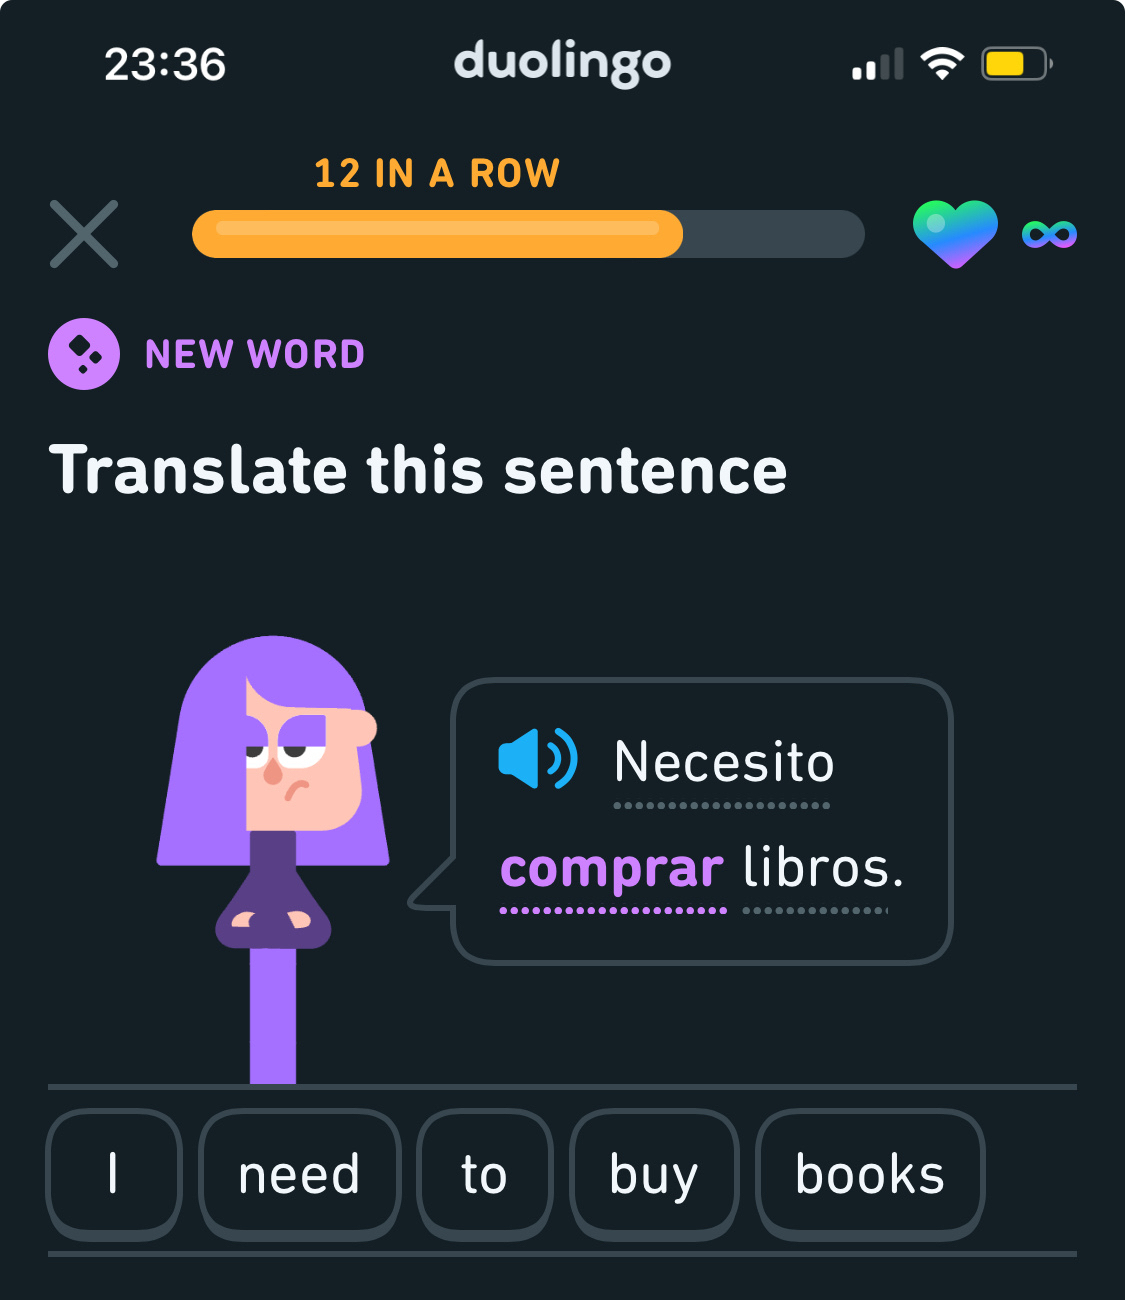 23:36
duolingo
12 IN A ROW
NEW WORD
Translate this sentence
Necesito
comprar libros.
I need to buy books